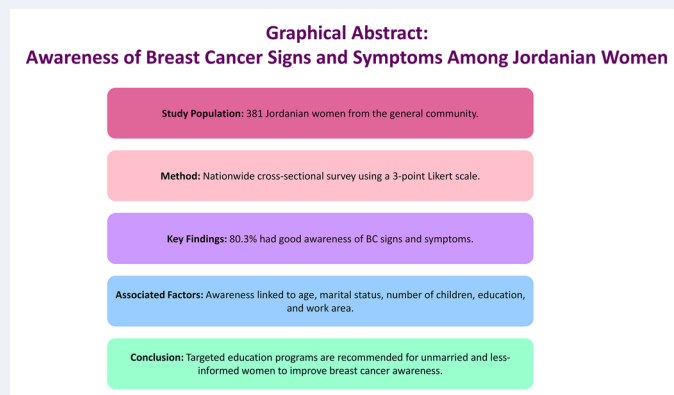 Graphical Abstract:
Awareness of Breast Cancer Signs and Symptoms Among Jordanian Women
Study Population: 381 Jordanian women from the general community.
Method: Nationwide cross-sectional survey using a 3-point Likert scale.
Key Findings: 80.3% had good awareness of BC signs and symptoms.
Associated Factors: Awareness linked to age, marital status, number of children, education,
and work area.
Conclusion: Targeted education programs are recommended for unmarried and less-
informed women to improve breast cancer awareness.